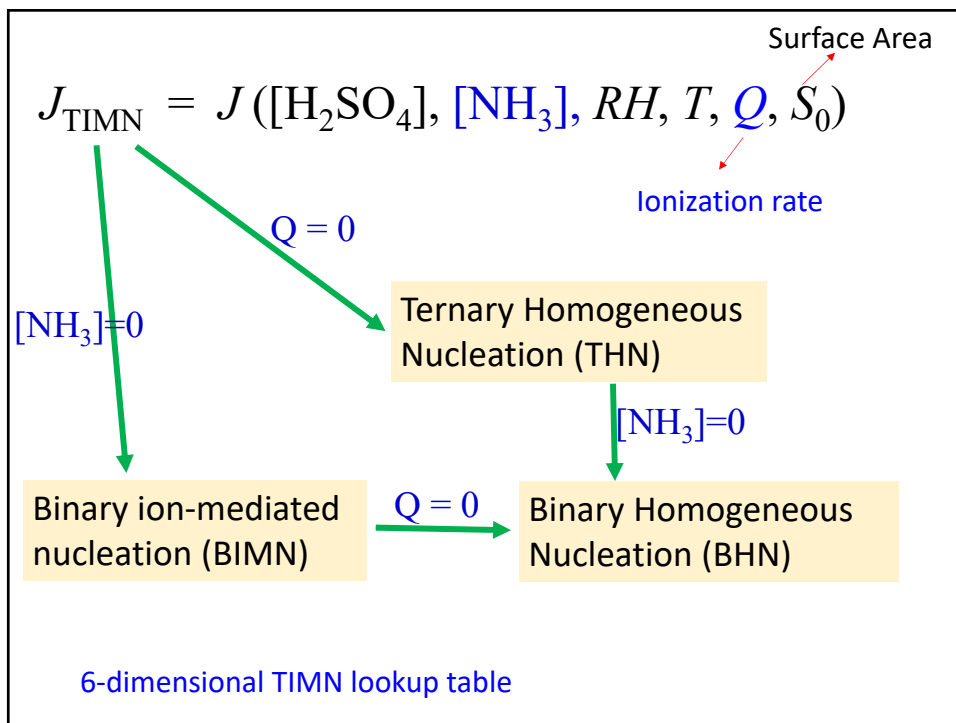 Surface Area
J_TIMN = J ([H₂SO₄], [NH₃], RH, T, Q, S₀)
Ionization rate
Q = 0
[NH₃]=0
Ternary Homogeneous
Nucleation (THN)
[NH₃]=0
Binary ion-mediated
nucleation (BIMN)
Q = 0
Binary Homogeneous
Nucleation (BHN)
6-dimensional TIMN lookup table